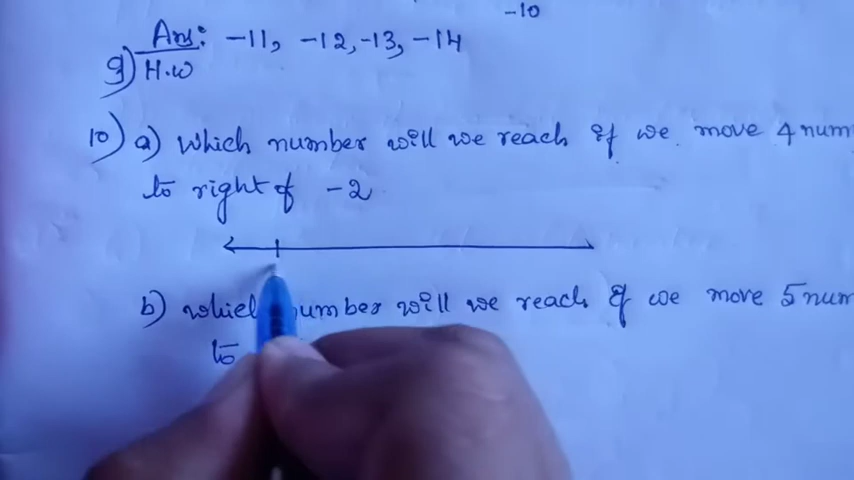 -10
Ans: -11, -12, -13, -14
9) H.W
10) a) Which number will we reach if we move 4 num
to right of -2
b) which number will we reach if we move 5 num
to